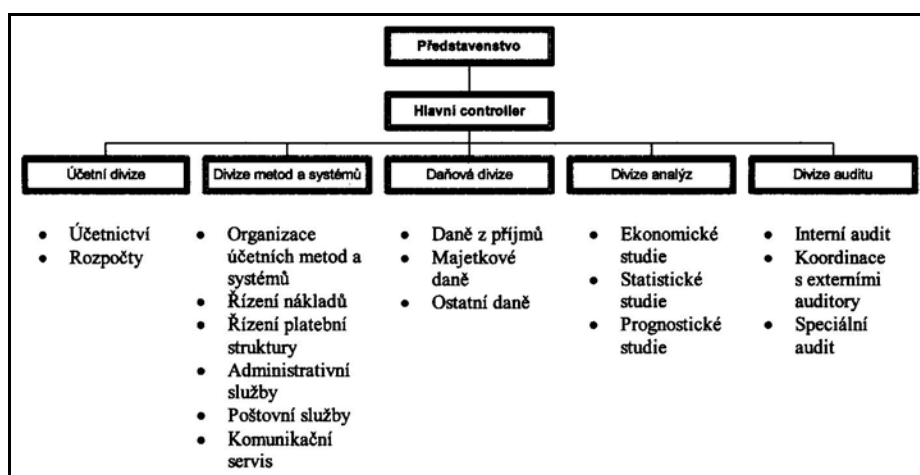 Představenstvo
Hlavní controller
Účetní divize
Divize metod a systémů
Daňová divize
Divize analýz
Divize auditu
• Účetnictví
• Rozpočty
• Organizace
účetních metod a
systémů
• Řízení nákladů
• Řízení platební
struktury
• Administrativní
služby
• Poštovní služby
• Komunikační
servis
• Daně z příjmů
• Majetkové
daně
• Ostatní daně
• Ekonomické
studie
• Statistické
studie
• Prognostické
studie
• Interní audit
• Koordinace
s externími
auditory
• Speciální
audit